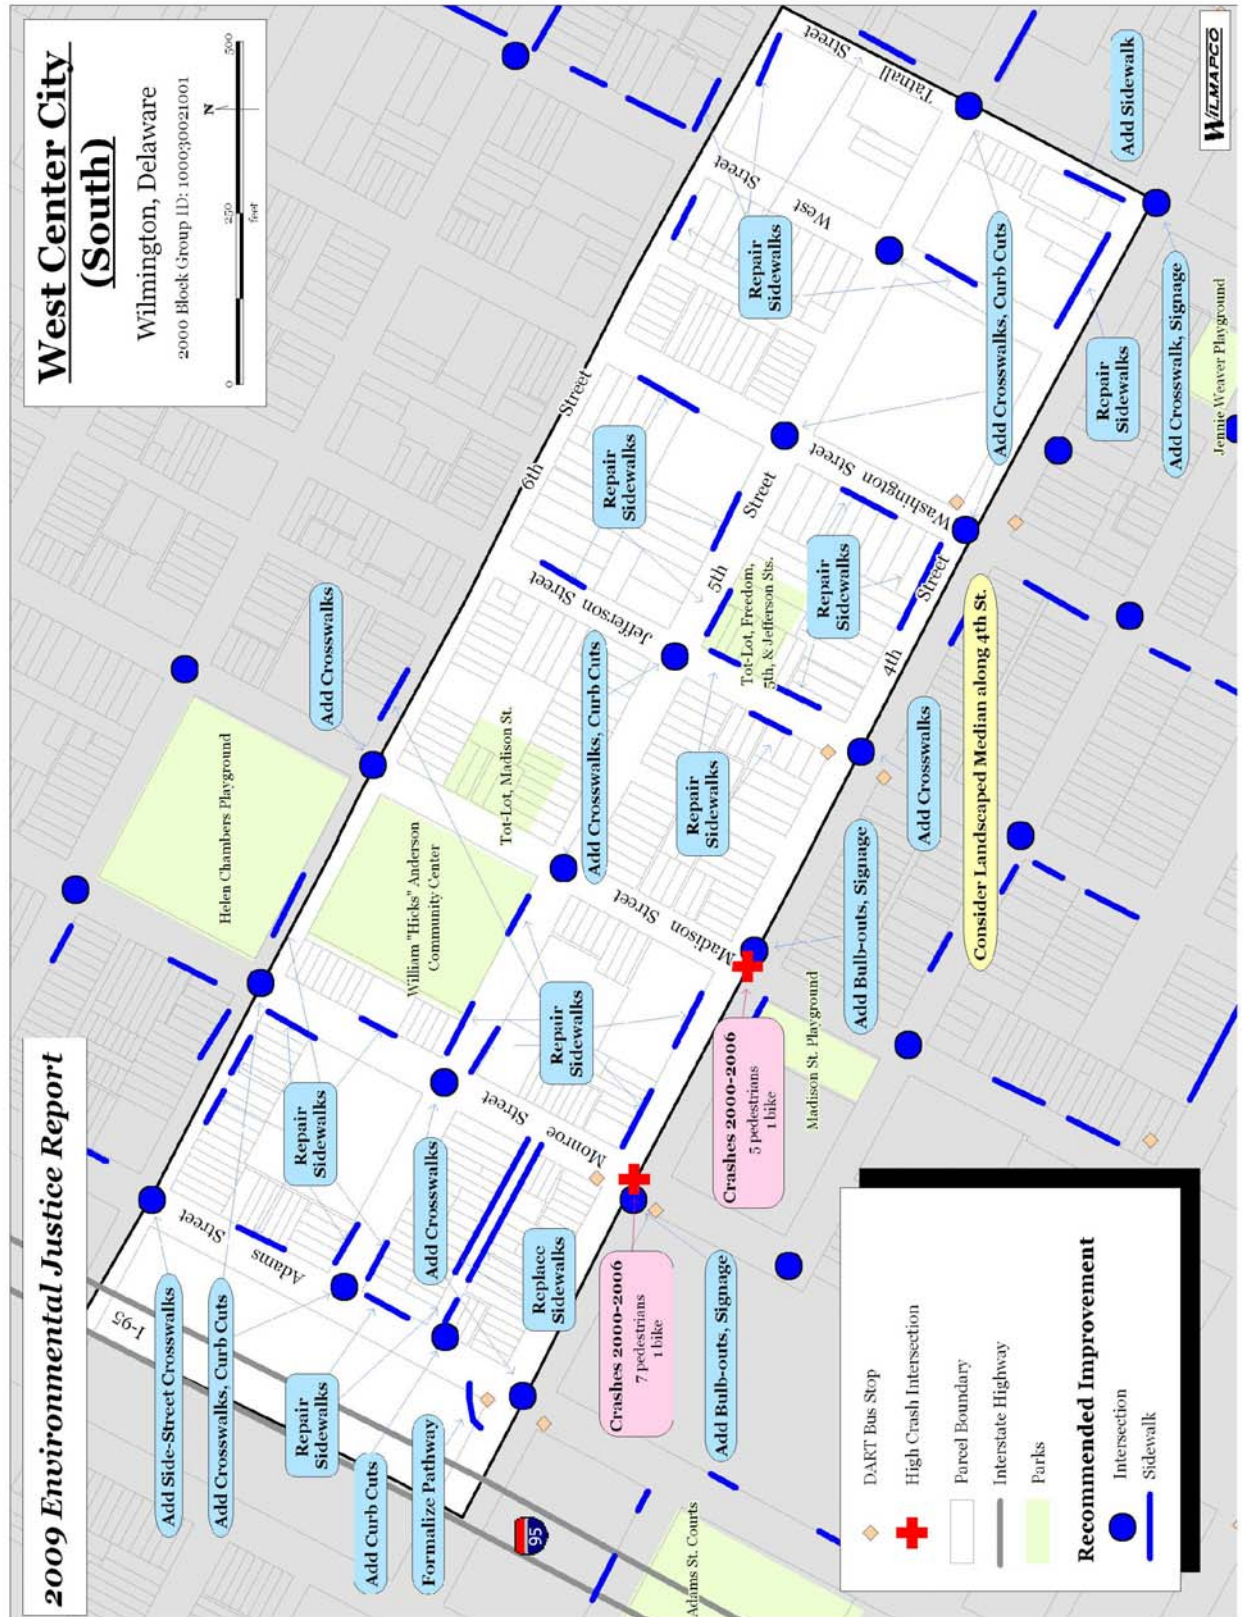 2009 Environmental Justice Report
West Center City
(South)
Wilmington, Delaware
2000 Block Group ID: 100030021001
0
250
500
feet
N
Add Side-Street Crosswalks
Add Crosswalks, Curb Cuts
Repair
Sidewalks
Add Curb Cuts
Formalize Pathway
I-95
95
Adams
Street
Repair
Sidewalks
Add Crosswalks
Replace
Sidewalks
Monroe
Street
Helen Chambers Playground
William "Hicks" Anderson
Community Center
Add Crosswalks
Tot-Lot, Madison St.
Repair
Sidewalks
Madison
Street
Add Crosswalks, Curb Cuts
Repair
Sidewalks
Jefferson
Street
6th
Street
Repair
Sidewalks
5th
Street
Tot-Lot, Freedom,
5th, & Jefferson Sts.
Repair
Sidewalks
Washington
Street
4th
Street
West
Street
Repair
Sidewalks
Tatnall
Street
Add Crosswalks, Curb Cuts
Add Sidewalk
Repair
Sidewalks
Add Crosswalk, Signage
Jennie Weaver Playground
Consider Landscaped Median along 4th St.
Add Crosswalks
Add Bulb-outs, Signage
Madison St. Playground
Crashes 2000-2006
5 pedestrians
1 bike
Crashes 2000-2006
7 pedestrians
1 bike
Add Bulb-outs, Signage
Adams St. Courts
DART Bus Stop
High Crash Intersection
Parcel Boundary
Interstate Highway
Parks
Recommended Improvement
Intersection
Sidewalk
WILMAPCO